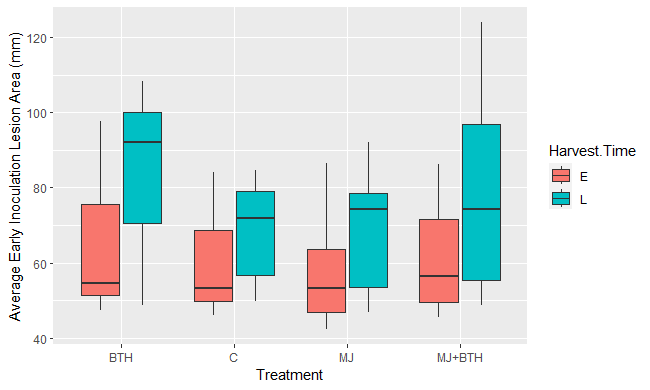 Average Early Inoculation Lesion Area (mm)
120
100
80
60
40
BTH
C
MJ
MJ+BTH
Treatment
Harvest.Time
E
L